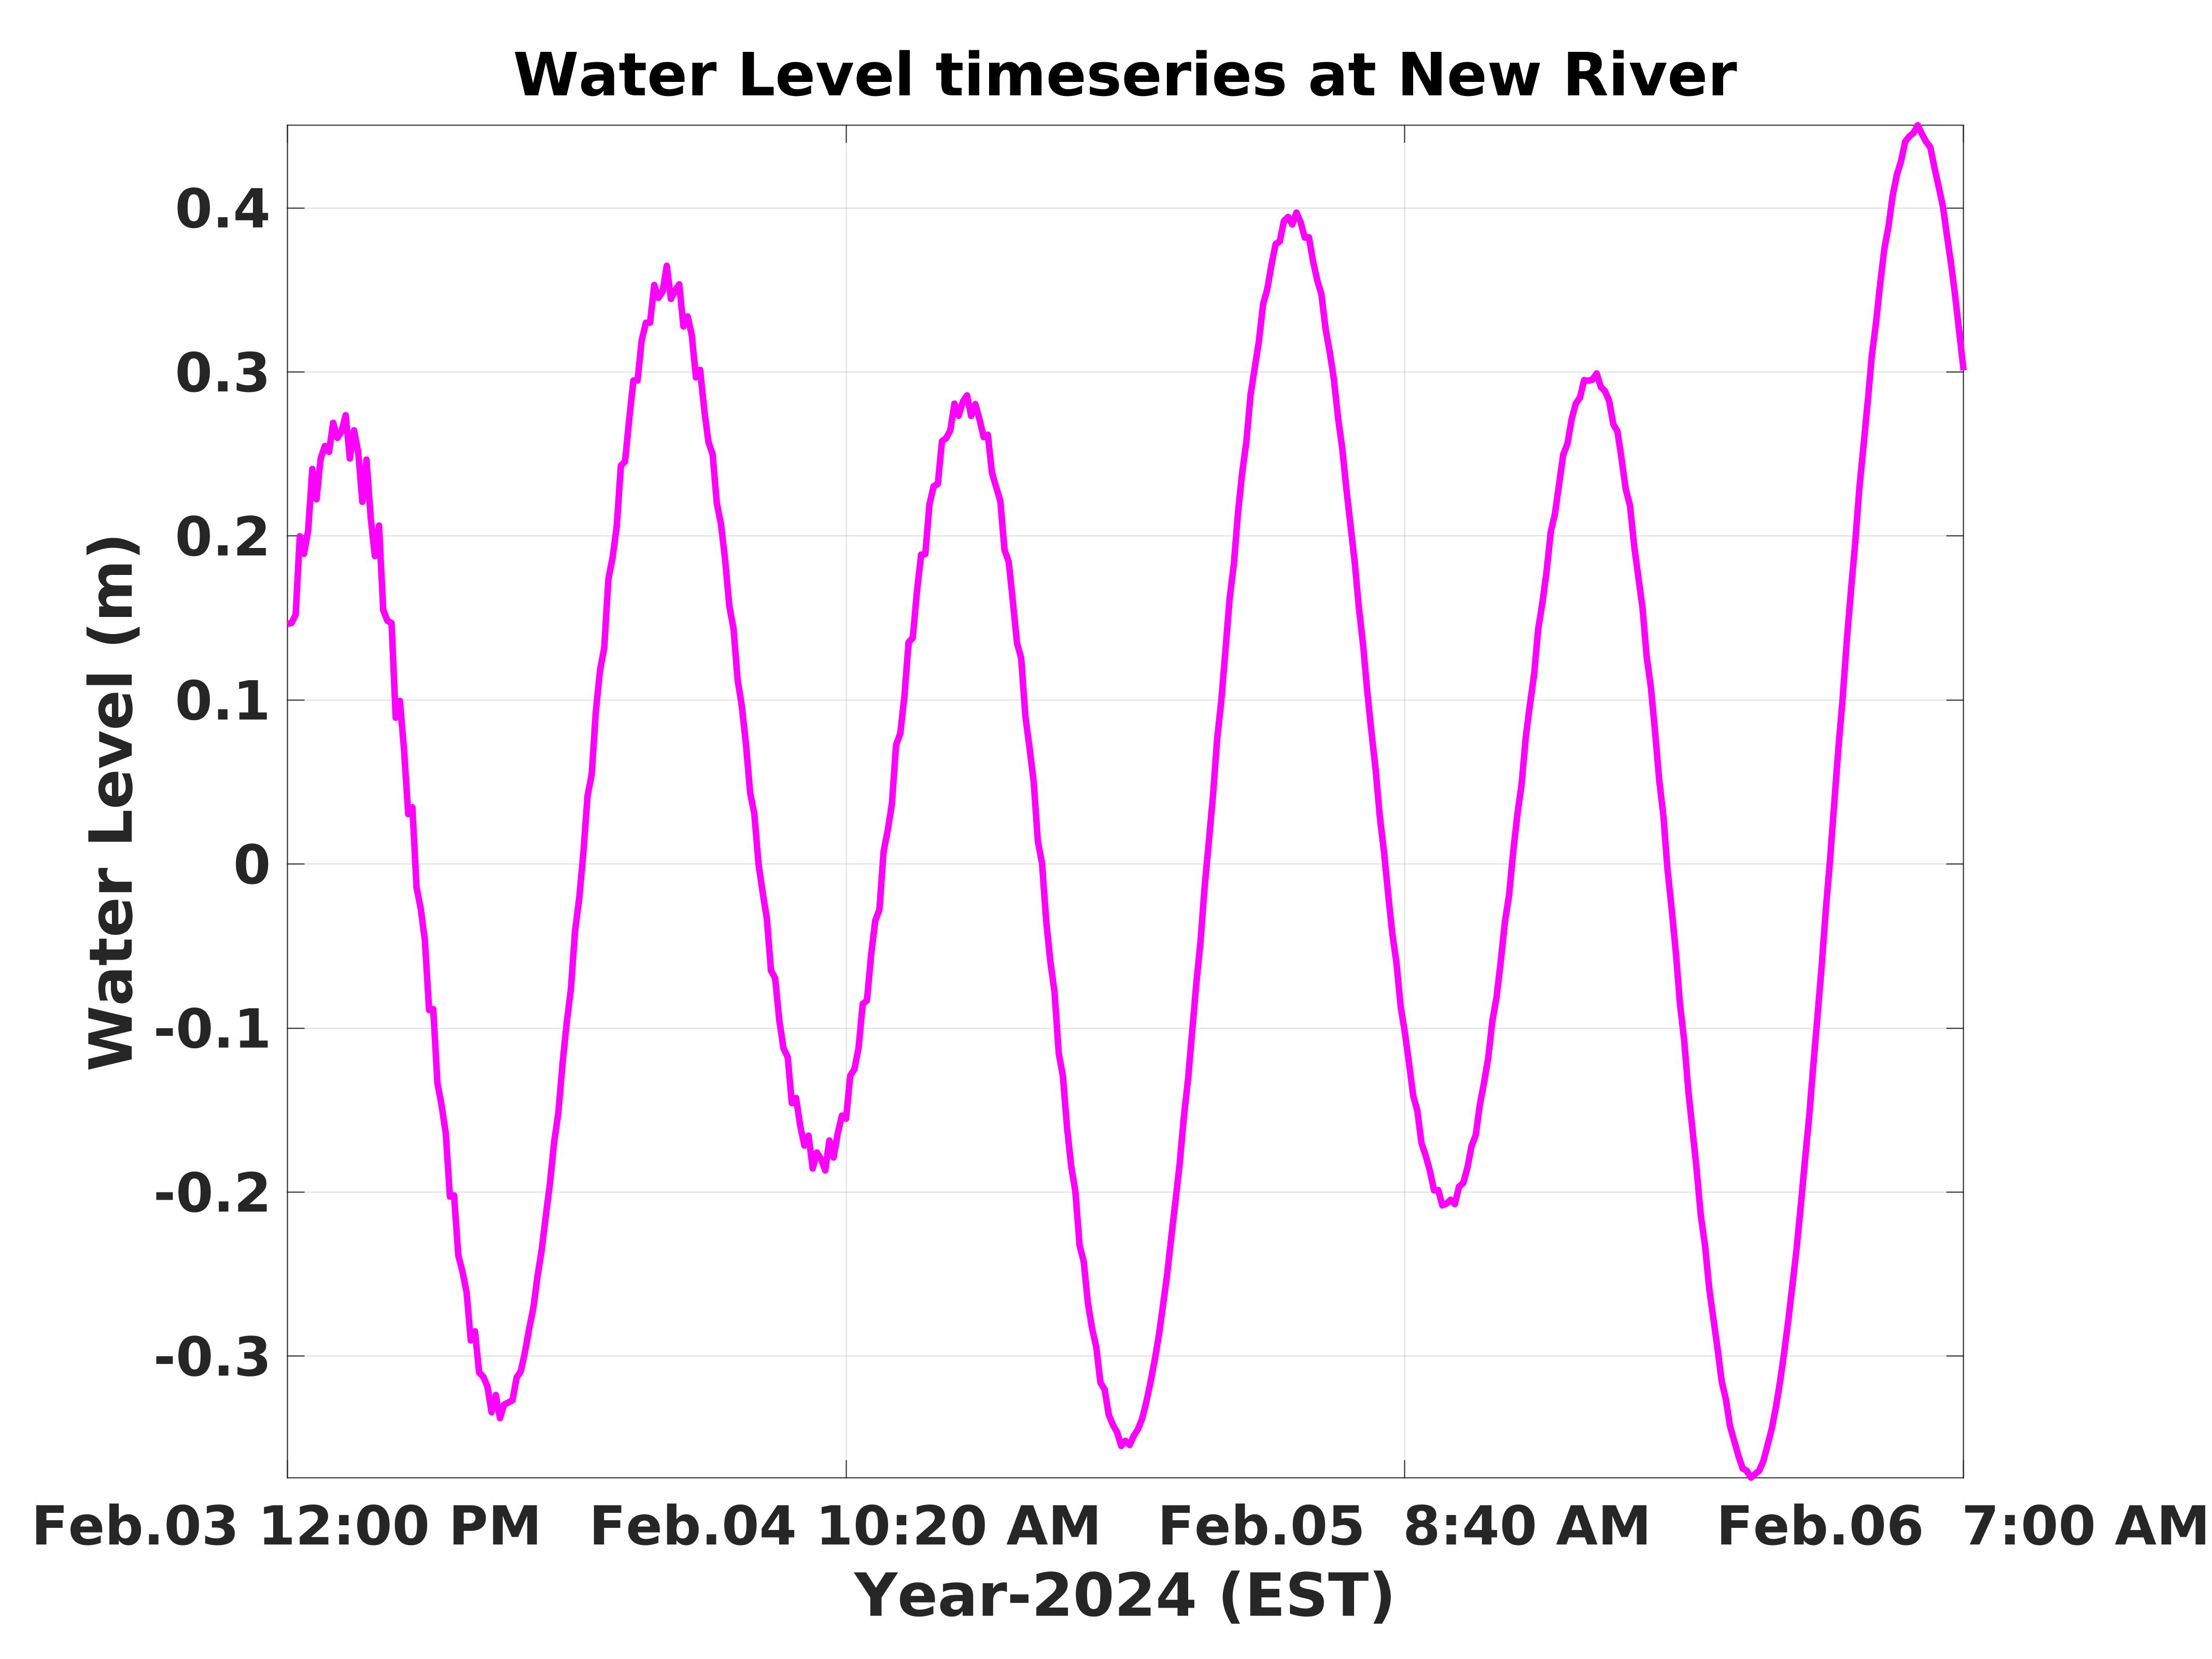 Water Level timeseries at New River
Water Level (m)
0.4
0.3
0.2
0.1
0
-0.1
-0.2
-0.3
Feb.03 12:00 PM Feb.04 10:20 AM Feb.05 8:40 AM Feb.06 7:00 AM
Year-2024 (EST)